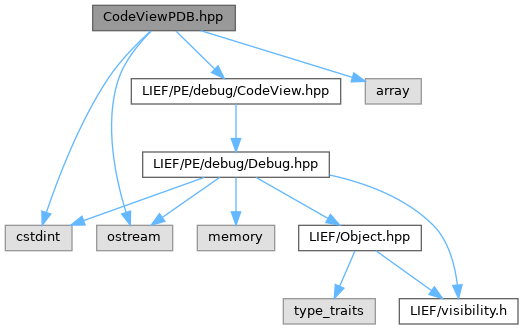 CodeViewPDB.hpp
LIEF/PE/debug/CodeView.hpp
array
LIEF/PE/debug/Debug.hpp
cstdint
ostream
memory
LIEF/Object.hpp
type_traits
LIEF/visibility.h